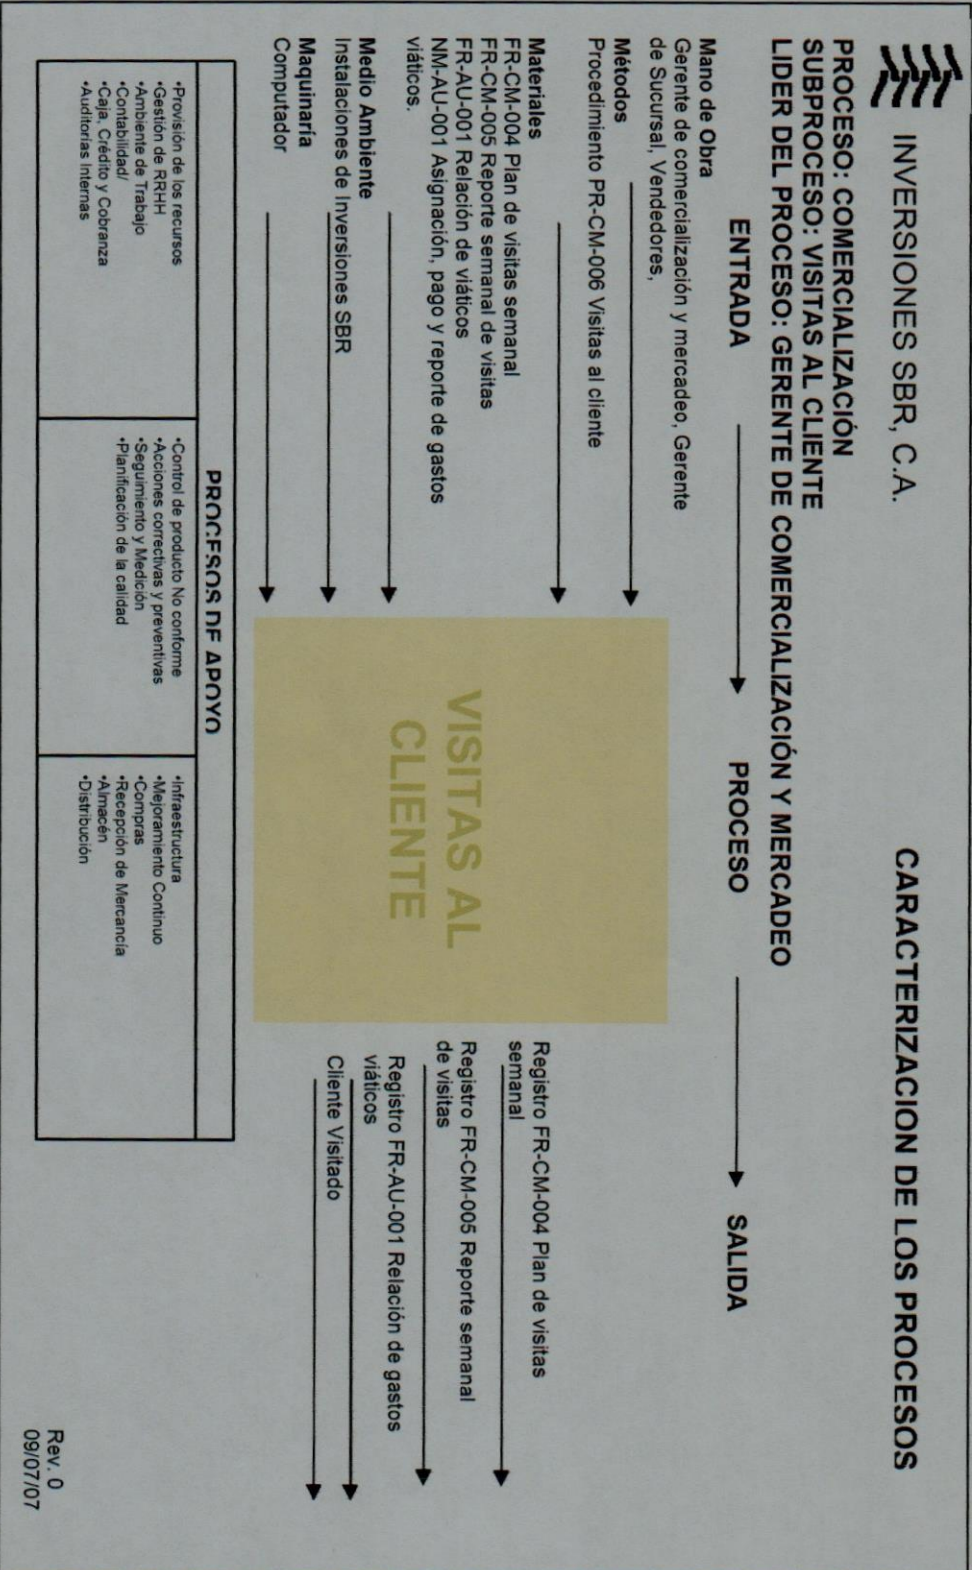 INVERSIONES SBR, C.A.
CARACTERIZACION DE LOS PROCESOS
PROCESO: COMERCIALIZACIÓN
SUBPROCESO: VISITAS AL CLIENTE
LIDER DEL PROCESO: GERENTE DE COMERCIALIZACIÓN Y MERCADEO
ENTRADA
PROCESO
SALIDA
Mano de Obra
Gerente de comercialización y mercadeo, Gerente
de Sucursal, Vendedores,
Métodos
Procedimiento PR-CM-006 Visitas al cliente
Materiales
FR-CM-004 Plan de visitas semanal
FR-CM-005 Reporte semanal de visitas
FR-AU-001 Relación de viáticos
NM-AU-001 Asignación, pago y reporte de gastos
viáticos.
Medio Ambiente
Instalaciones de Inversiones SBR
Maquinaría
Computador
VISITAS AL
CLIENTE
Registro FR-CM-004 Plan de visitas
semanal
Registro FR-CM-005 Reporte semanal
de visitas
Registro FR-AU-001 Relación de gastos
viáticos
Cliente Visitado
PROCESOS DE APOYO
•Provisión de los recursos
•Gestión de RRHH
•Ambiente de Trabajo
•Contabilidad/
•Caja, Crédito y Cobranza
•Auditorías Internas
•Control de producto No conforme
•Acciones correctivas y preventivas
•Seguimiento y Medición
•Planificación de la calidad
•Infraestructura
•Mejoramiento Continuo
•Compras
•Recepción de Mercancía
•Almacén
•Distribución
Rev. 0
09/07/07